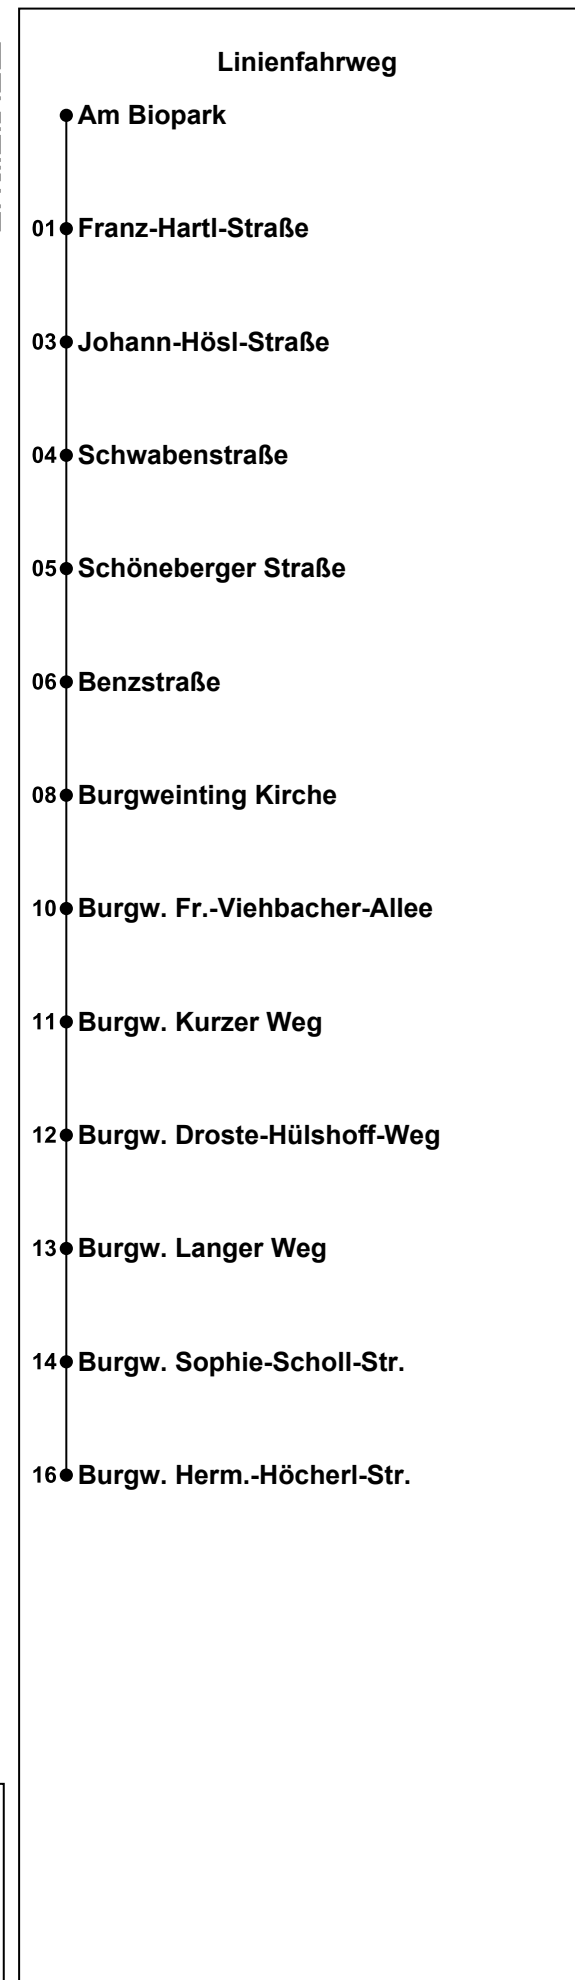 Linienfahrweg
Am Biopark
01 Franz-Hartl-Straße
03 Johann-Hösl-Straße
04 Schwabenstraße
05 Schöneberger Straße
06 Benzstraße
08 Burgweinting Kirche
10 Burgw. Fr.-Viehbacher-Allee
11 Burgw. Kurzer Weg
12 Burgw. Droste-Hülshoff-Weg
13 Burgw. Langer Weg
14 Burgw. Sophie-Scholl-Str.
16 Burgw. Herm.-Höcherl-Str.